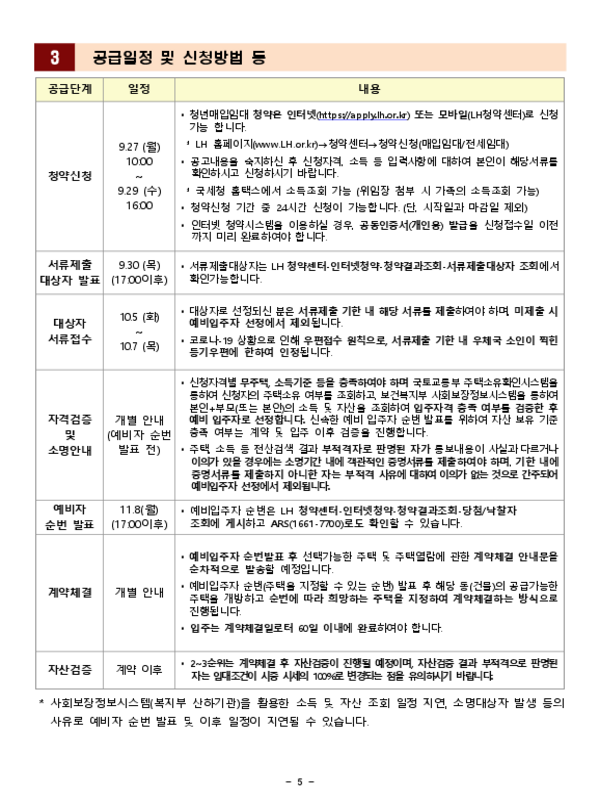 3 공급일정 및 신청방법 등
공급단계 일정 내용
청약신청
9.27 (월)
10:00
~
9.29 (수)
16:00
• 청년매입임대 청약은 인터넷(https://apply.lh.or.kr) 또는 모바일(LH청약센터)로 신청
가능 합니다.
* LH 홈페이지(www.LH.or.kr)→청약센터→청약신청(매입임대/전세임대)
• 공고내용을 숙지하신 후 신청자격, 소득 등 입력사항에 대하여 본인이 해당서류를
확인하시고 신청하시기 바랍니다.
* 국세청 홈택스에서 소득조회 가능 (위임장 첨부 시 가족의 소득조회 가능)
• 청약신청 기간 중 24시간 신청이 가능합니다. (단, 시작일과 마감일 제외)
• 인터넷 청약시스템을 이용하실 경우, 공동인증서(개인용) 발급을 신청접수일 이전
까지 미리 완료하여야 합니다.
서류제출
대상자 발표
9.30 (목)
(17:00이후)
• 서류제출대상자는 LH 청약센터-인터넷청약-청약결과조회-서류제출대상자 조회에서
확인가능합니다.
대상자
서류접수
10.5 (화)
~
10.7 (목)
• 대상자로 선정되신 분은 서류제출 기한 내 해당 서류를 제출하여야 하며, 미제출 시
예비입주자 선정에서 제외됩니다.
• 코로나-19 상황으로 인해 우편접수 원칙으로, 서류제출 기한 내 우체국 소인이 찍힌
등기우편에 한하여 인정됩니다.
자격검증
및
소명안내
개별 안내
(예비자 순번
발표 전)
• 신청자격별 무주택, 소득기준 등을 충족하여야 하며 국토교통부 주택소유확인시스템을
통하여 신청자의 주택소유 여부를 조회하고, 보건복지부 사회보장정보시스템을 통하여
본인+부모(또는 본인)의 소득 및 자산을 조회하여 입주자격 충족 여부를 검증한 후
예비 입주자로 선정합니다. 신속한 예비 입주자 순번 발표를 위하여 자산 보유 기준
충족 여부는 계약 및 입주 이후 검증을 진행합니다.
• 주택, 소득 등 전산검색 결과 부적격자로 판명된 자가 통보내용이 사실과 다르거나
이의가 있을 경우에는 소명기간 내에 객관적인 증명서류를 제출하여야 하며, 기한 내에
증명서류를 제출하지 아니한 자는 부적격 사유에 대하여 이의가 없는 것으로 간주되어
예비입주자 선정에서 제외됩니다.
예비자
순번 발표
11.8(월)
(17:00이후)
• 예비입주자 순번은 LH 청약센터-인터넷청약-청약결과조회-당첨/낙찰자
조회에 게시하고 ARS(1661-7700)로도 확인할 수 있습니다.
계약체결
개별 안내
• 예비입주자 순번발표 후 선택가능한 주택 및 주택열람에 관한 계약체결 안내문을
순차적으로 발송할 예정입니다.
• 예비입주자 순번(주택을 지정할 수 있는 순번) 발표 후 해당 동(건물)의 공급가능한
주택을 개방하고 순번에 따라 희망하는 주택을 지정하여 계약체결하는 방식으로
진행됩니다.
• 입주는 계약체결일로터 60일 이내에 완료하여야 합니다.
자산검증
계약 이후
• 2~3순위는 계약체결 후 자산검증이 진행될 예정이며, 자산검증 결과 부적격으로 판명된
자는 임대조건이 시중 시세의 100%로 변경되는 점을 유의하시기 바랍니다.
* 사회보장정보시스템(복지부 산하기관)을 활용한 소득 및 자산 조회 일정 지연, 소명대상자 발생 등의
사유로 예비자 순번 발표 및 이후 일정이 지연될 수 있습니다.
− 5 −